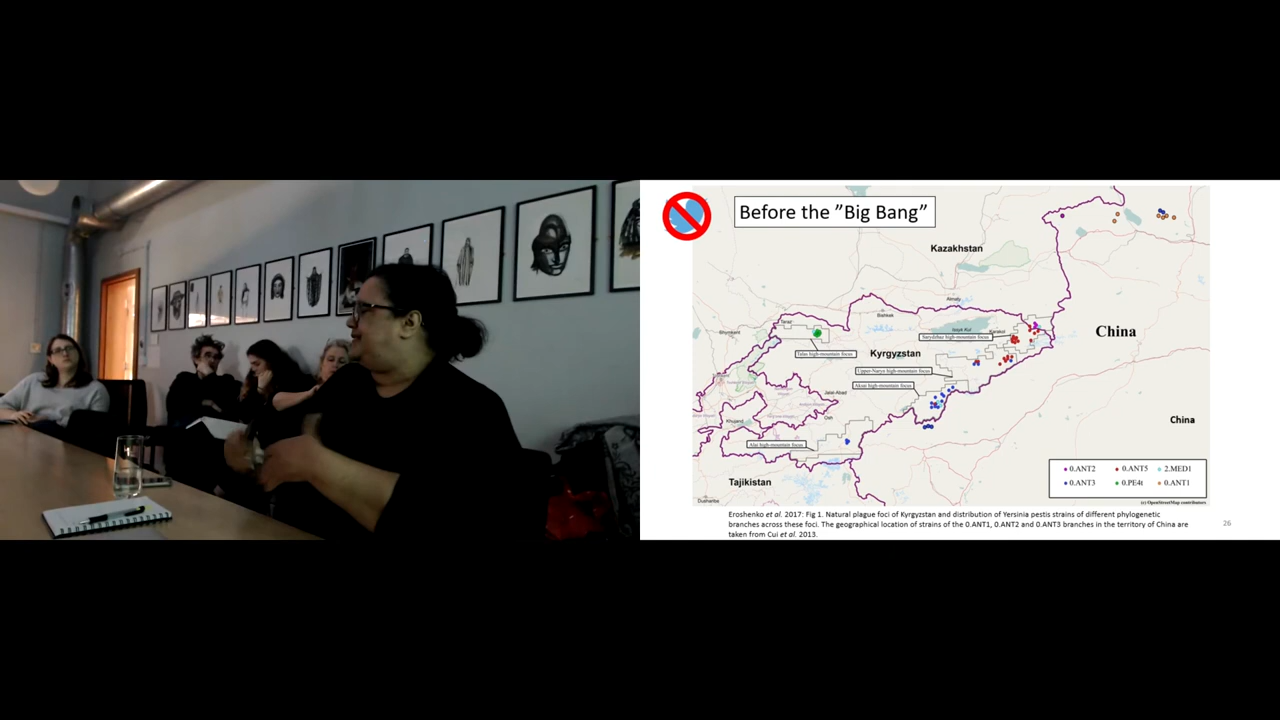 Before the ”Big Bang”
Kazakhstan
Almaty
Taraz
Bishkek
Shymkent
Issyk Kul
Karakol
Sarydzhaz high-mountain focus
China
Talas high-mountain focus
Kyrgyzstan
Upper-Naryn high-mountain focus
Aksai high-mountain focus
Jalal-Abad
Khujand
Osh
China
Alai high-mountain focus
Tajikistan
Dushanbe
0.ANT2
0.ANT5
2.MED1
0.ANT3
0.PE4t
0.ANT1
(c) OpenStreetMap contributors
Eroshenko et al. 2017: Fig 1. Natural plague foci of Kyrgyzstan and distribution of Yersinia pestis strains of different phylogenetic
branches across these foci. The geographical location of strains of the 0.ANT1, 0.ANT2 and 0.ANT3 branches in the territory of China are
taken from Cui et al. 2013.
26